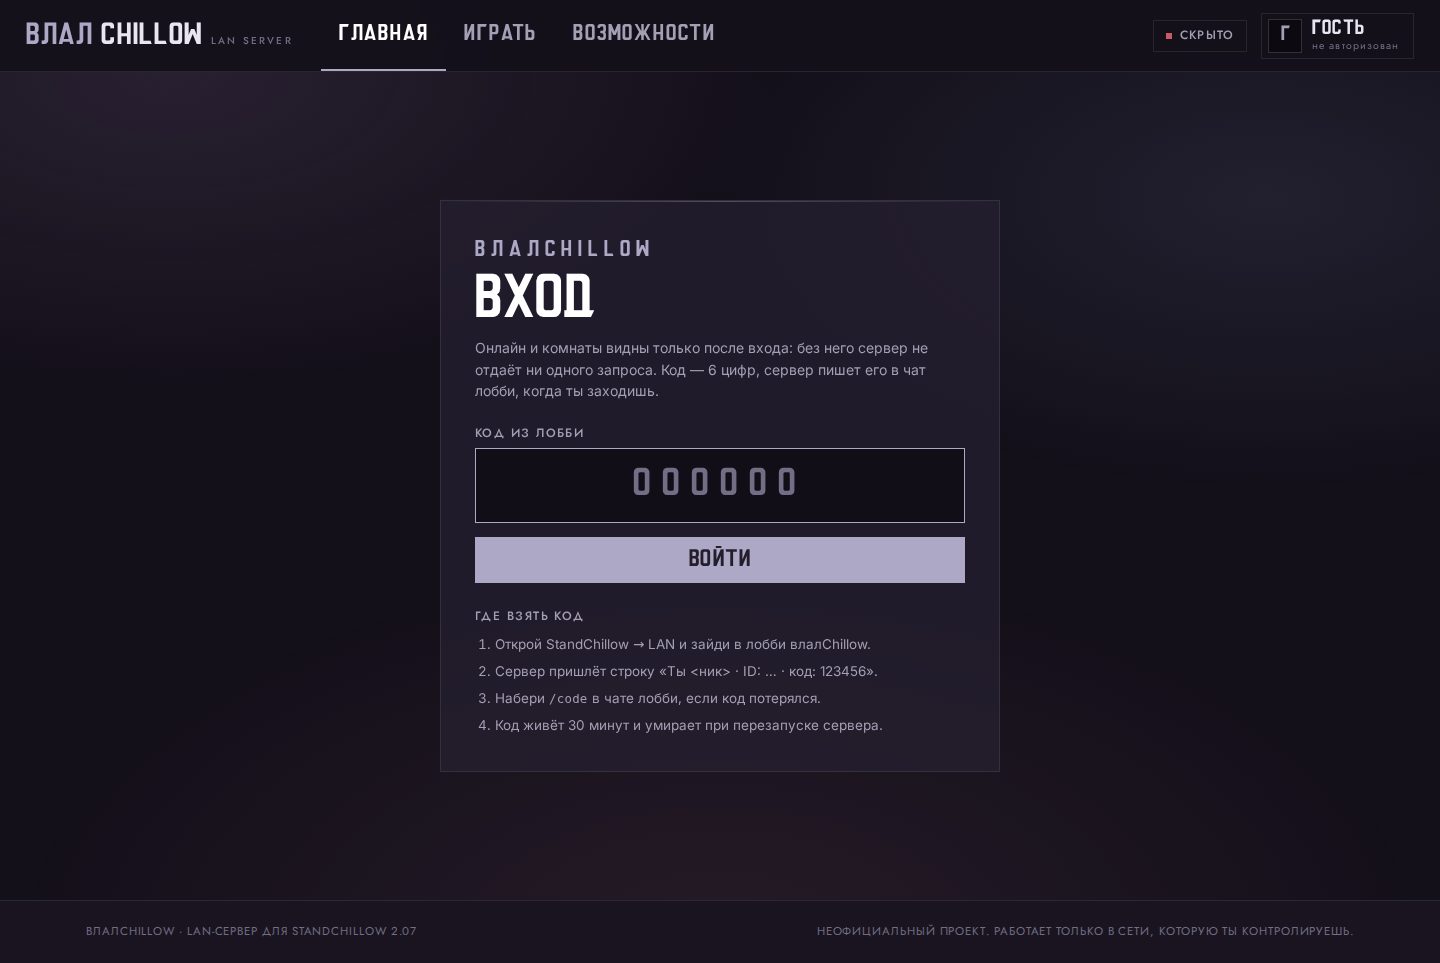 ВЛАЛ CHILLOW LAN SERVER
ГЛАВНАЯ
ИГРАТЬ
ВОЗМОЖНОСТИ
СКРЫТО
Г
ГОСТЬ
не авторизован
ВЛАЛCHILLOW
ВХОД
Онлайн и комнаты видны только после входа: без него сервер не
отдаёт ни одного запроса. Код — 6 цифр, сервер пишет его в чат
лобби, когда ты заходишь.
КОД ИЗ ЛОББИ
000000
ВОЙТИ
ГДЕ ВЗЯТЬ КОД
1. Открой StandChillow → LAN и зайди в лобби влалChillow.
2. Сервер пришлёт строку «Ты <ник> · ID: ... · код: 123456».
3. Набери /code в чате лобби, если код потерялся.
4. Код живёт 30 минут и умирает при перезапуске сервера.
ВЛАЛCHILLOW · LAN-СЕРВЕР ДЛЯ STANDCHILLOW 2.07
НЕОФИЦИАЛЬНЫЙ ПРОЕКТ. РАБОТАЕТ ТОЛЬКО В СЕТИ, КОТОРУЮ ТЫ КОНТРОЛИРУЕШЬ.